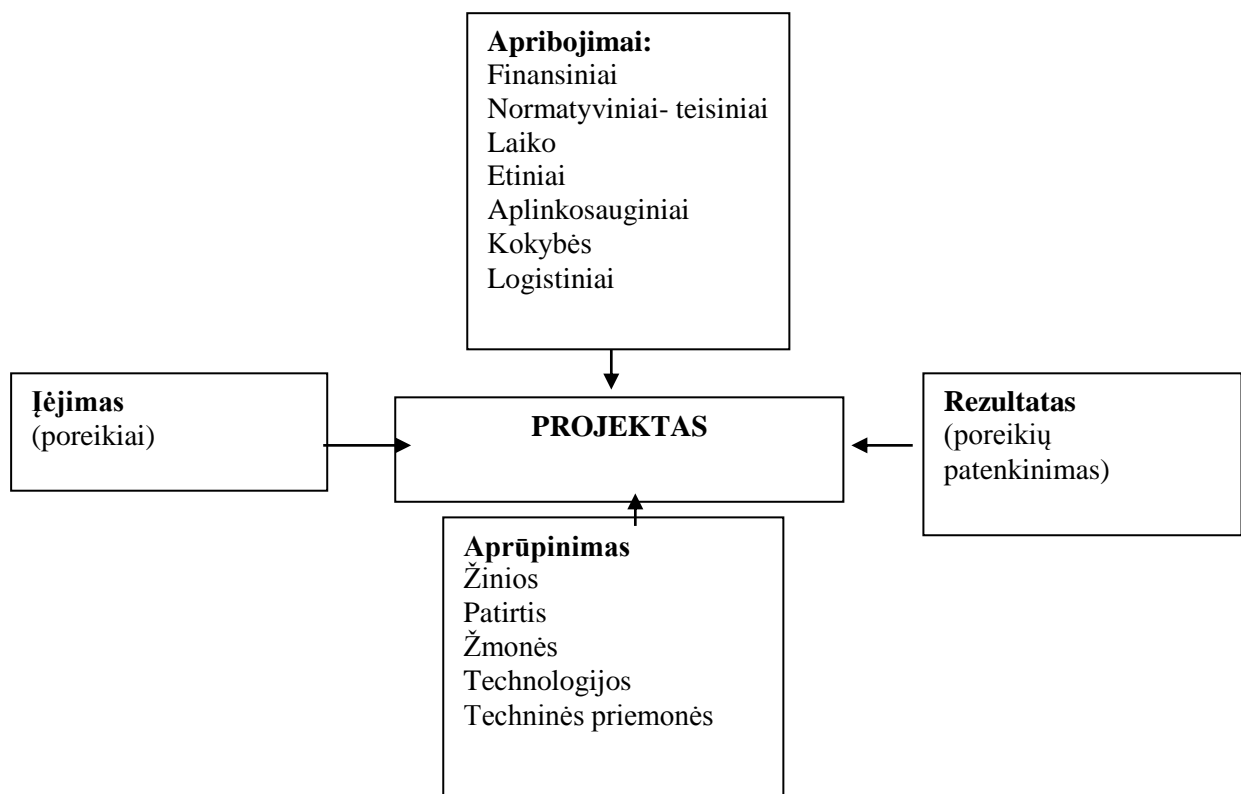 Apribojimai:
Finansiniai
Normatyviniai- teisiniai
Laiko
Etiniai
Aplinkosauginiai
Kokybės
Logistiniai
Įėjimas
(poreikiai)
PROJEKTAS
Rezultatas
(poreikių
patenkinimas)
Aprūpinimas
Žinios
Patirtis
Žmonės
Technologijos
Techninės priemonės